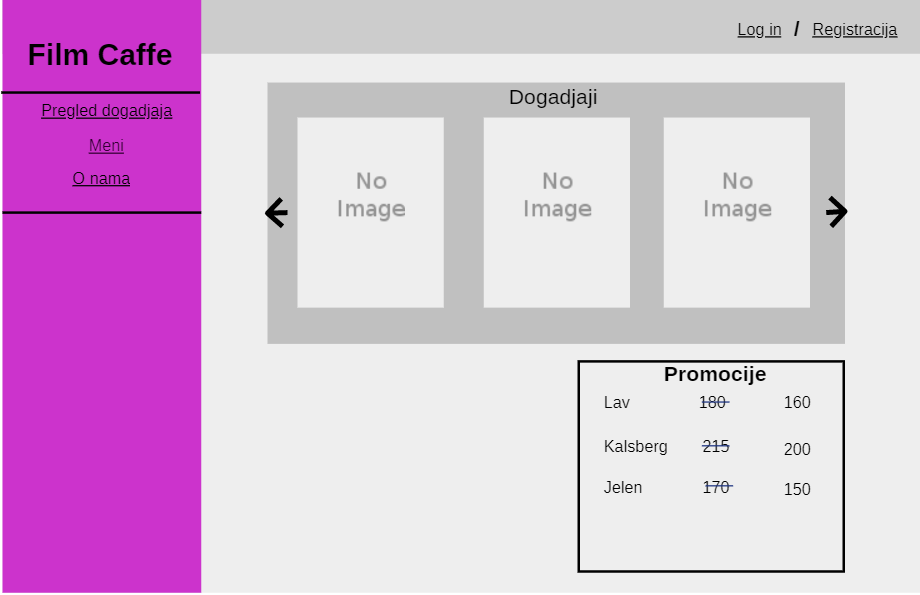 Film Caffe
Log in / Registracija
Pregled dogadjaja
Meni
O nama
Dogadjaji
No Image
No Image
No Image
Promocije
Lav 180 160
Kalsberg 215 200
Jelen 170 150